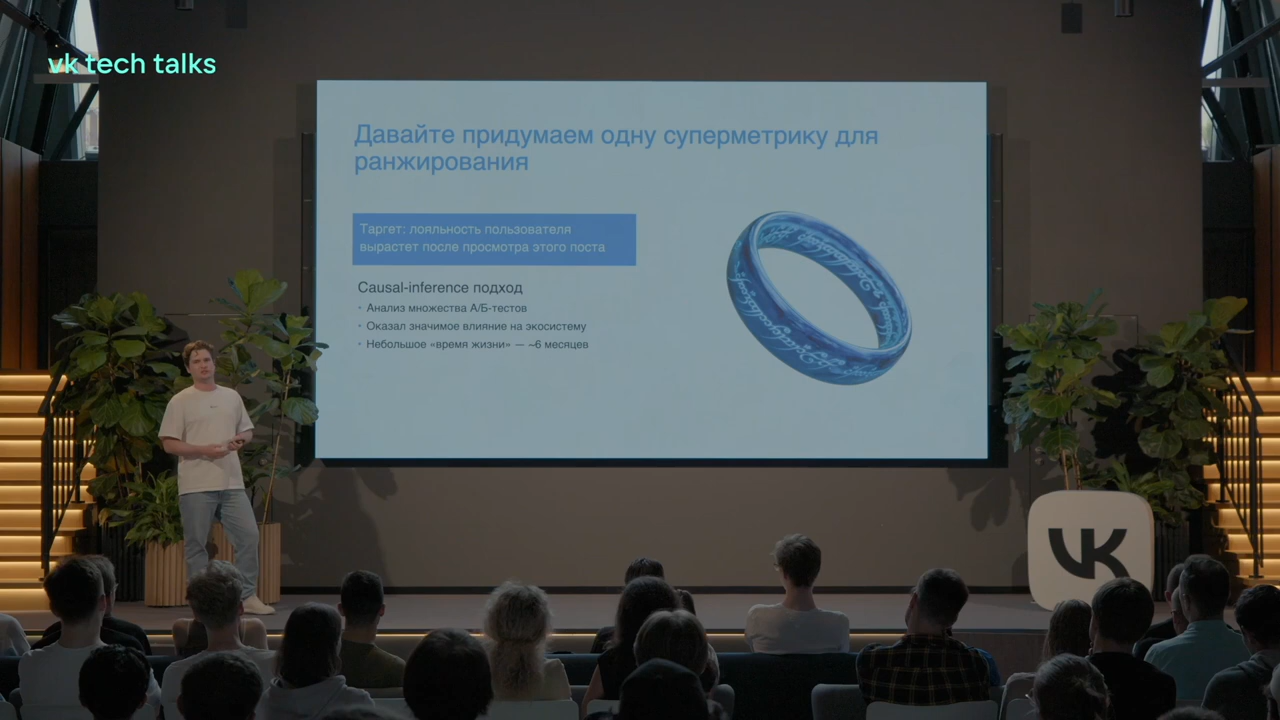 vk tech talks
Давайте придумаем одну суперметрику для
ранжирования
Таргет: лояльность пользователя
вырастет после просмотра этого поста
Causal-inference подход
• Анализ множества А/Б-тестов
• Оказал значимое влияние на экосистему
• Небольшое «время жизни» — ~6 месяцев
VK